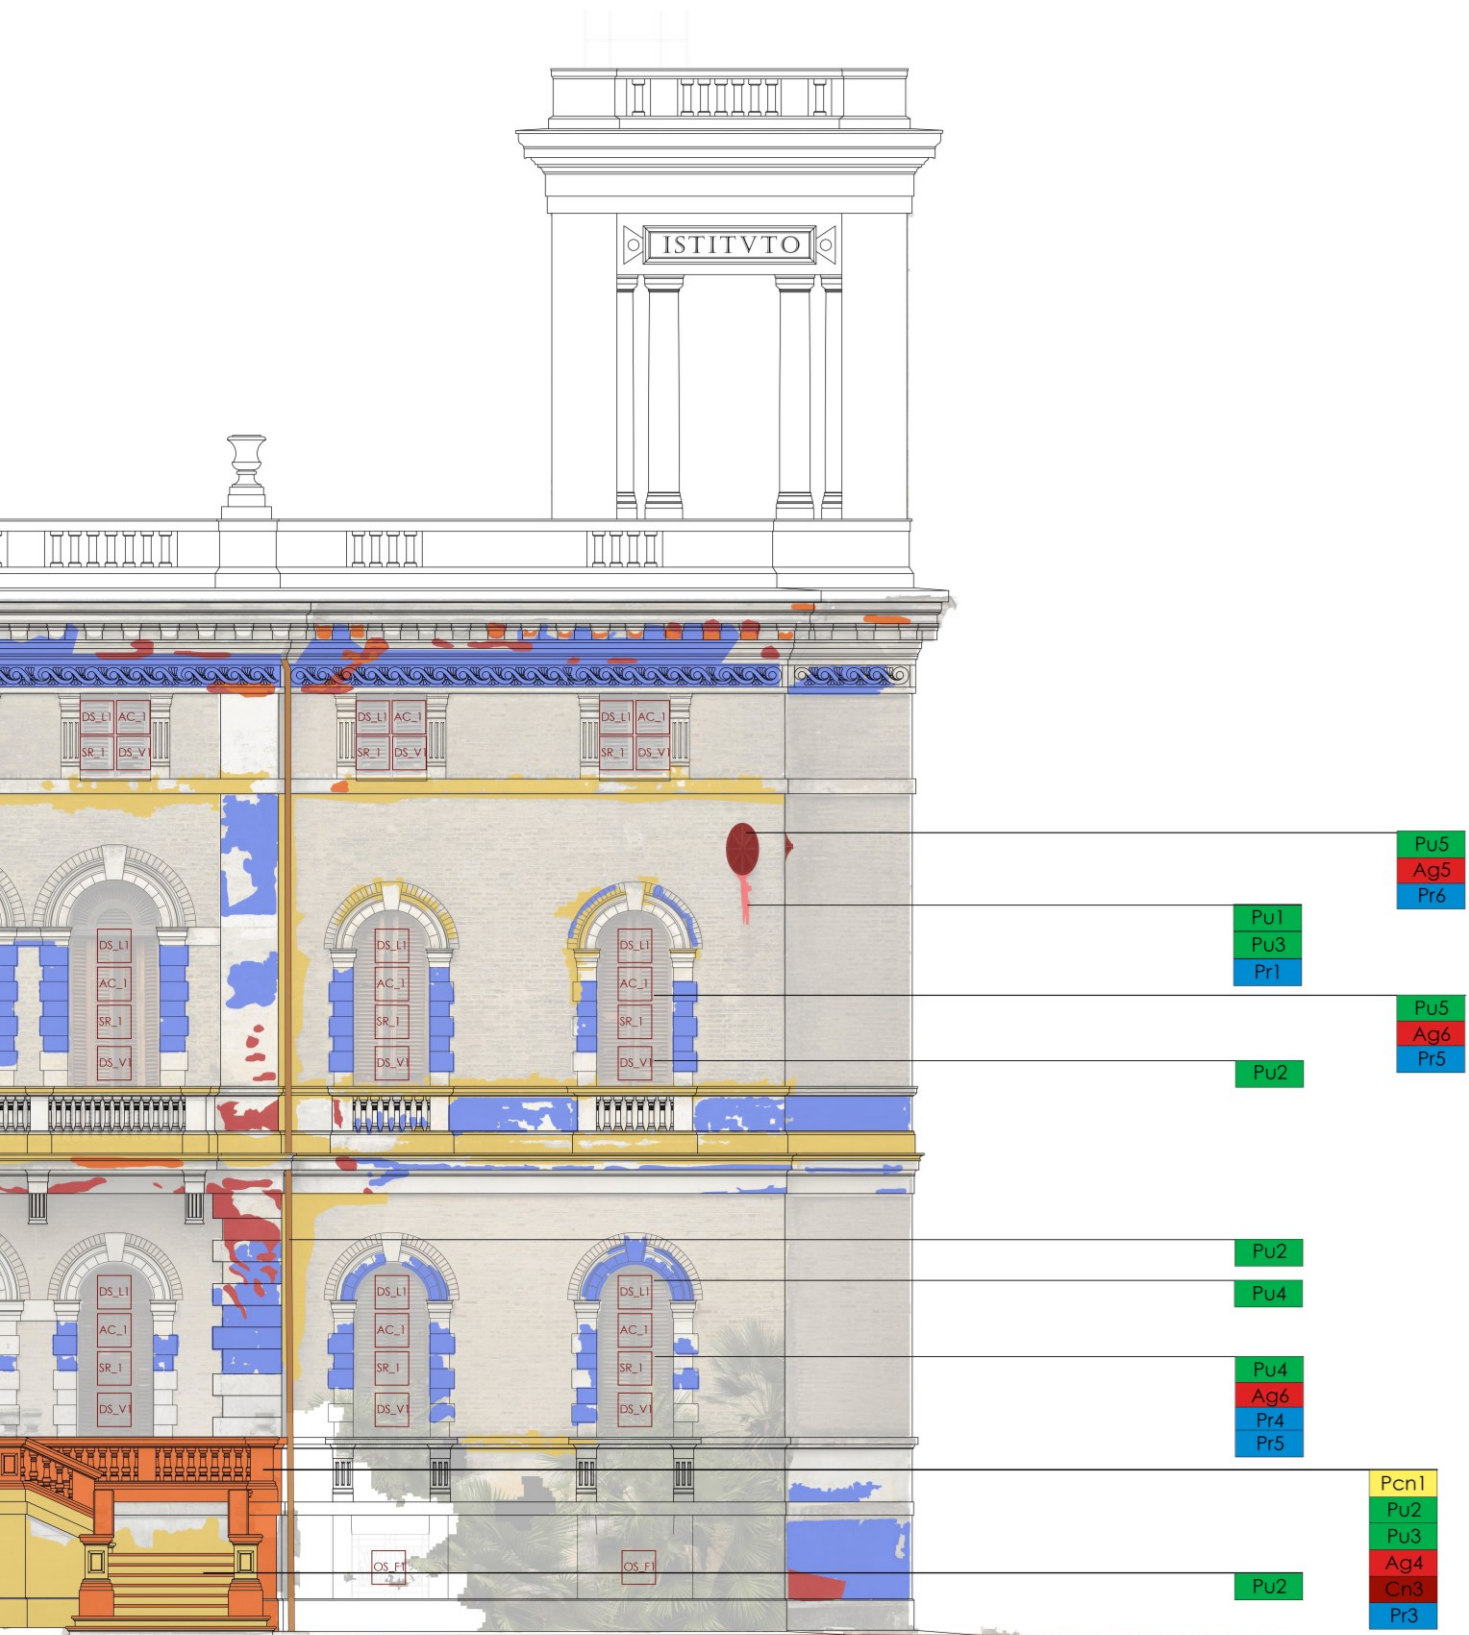 ISTITVTO
DS_L1 AC_1 DS_L1 AC_1 DS_L1 AC_1
SR_1 DS_V1 SR_1 DS_V1 SR_1 DS_V1
Pu5
Ag5
Pr6
Pu1
Pu3
Pr1
DS_L1 DS_L1 DS_L1
AC_1 AC_1 AC_1
SR_1 SR_1 SR_1
DS_V1 DS_V1 DS_V1
Pu5
Ag6
Pr5
Pu2
Pu2
Pu4
DS_L1 DS_L1 DS_L1
AC_1 AC_1 AC_1
SR_1 SR_1 SR_1
DS_V1 DS_V1 DS_V1
Pu4
Ag6
Pr4
Pr5
Pcn1
Pu2
Pu3
Ag4
Cn3
Pr3
OS_F1 OS_F1
Pu2